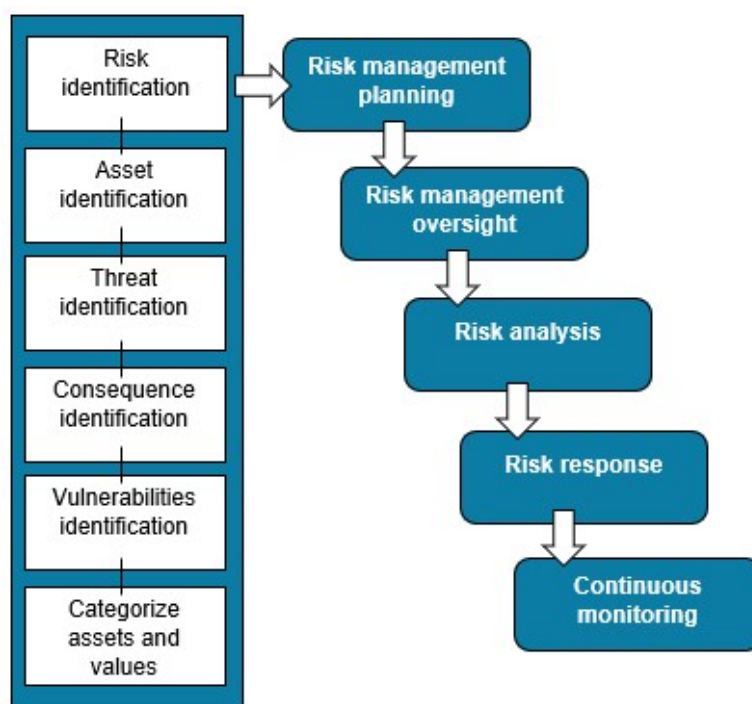 Risk
identification
Asset
identification
Threat
identification
Consequence
identification
Vulnerabilities
identification
Categorize
assets and
values
Risk management
planning
Risk management
oversight
Risk analysis
Risk response
Continuous
monitoring